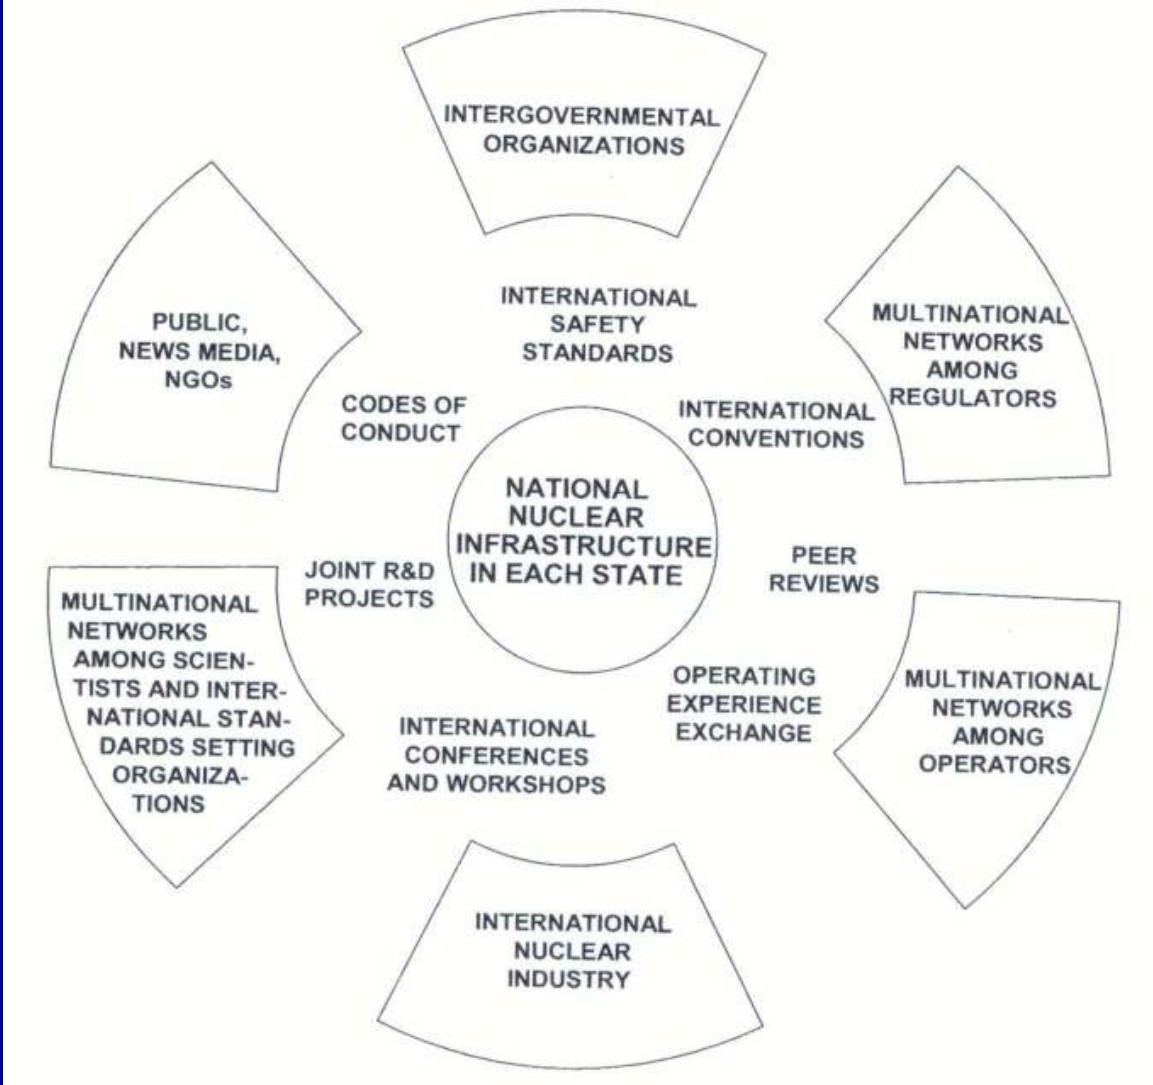 INTERGOVERNMENTAL
ORGANIZATIONS
PUBLIC,
NEWS MEDIA,
NGOs
INTERNATIONAL
SAFETY
STANDARDS
MULTINATIONAL
NETWORKS
AMONG
REGULATORS
CODES OF
CONDUCT
INTERNATIONAL
CONVENTIONS
NATIONAL
NUCLEAR
INFRASTRUCTURE
IN EACH STATE
JOINT R&D
PROJECTS
PEER
REVIEWS
MULTINATIONAL
NETWORKS
AMONG SCIEN-
TISTS AND INTER-
NATIONAL STAN-
DARDS SETTING
ORGANIZA-
TIONS
OPERATING
EXPERIENCE
EXCHANGE
MULTINATIONAL
NETWORKS
AMONG
OPERATORS
INTERNATIONAL
CONFERENCES
AND WORKSHOPS
INTERNATIONAL
NUCLEAR
INDUSTRY